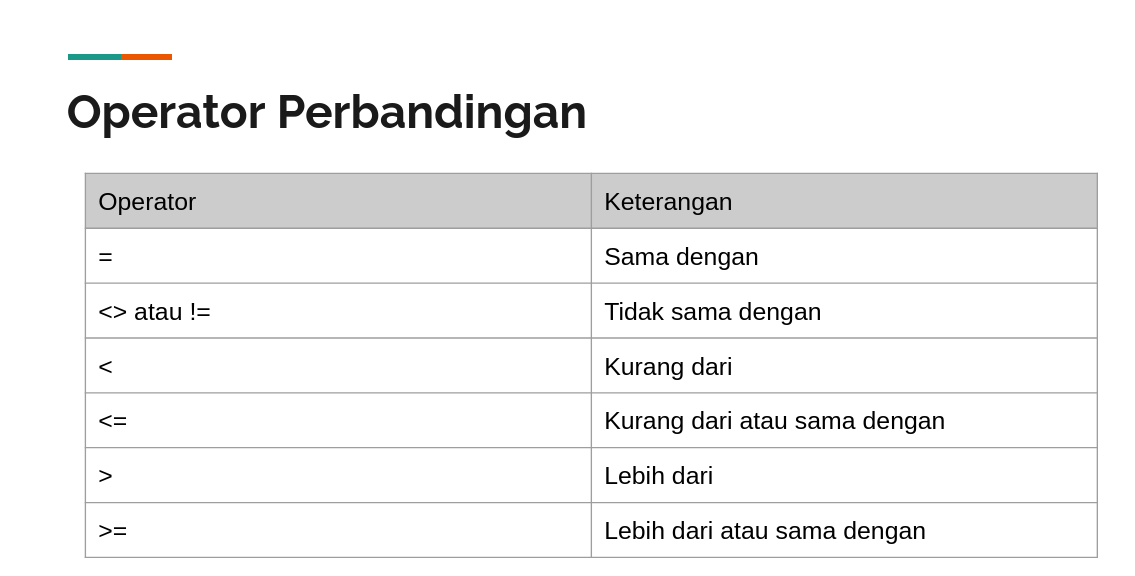 Operator Perbandingan
Operator Keterangan
= Sama dengan
<> atau != Tidak sama dengan
< Kurang dari
<= Kurang dari atau sama dengan
> Lebih dari
>= Lebih dari atau sama dengan